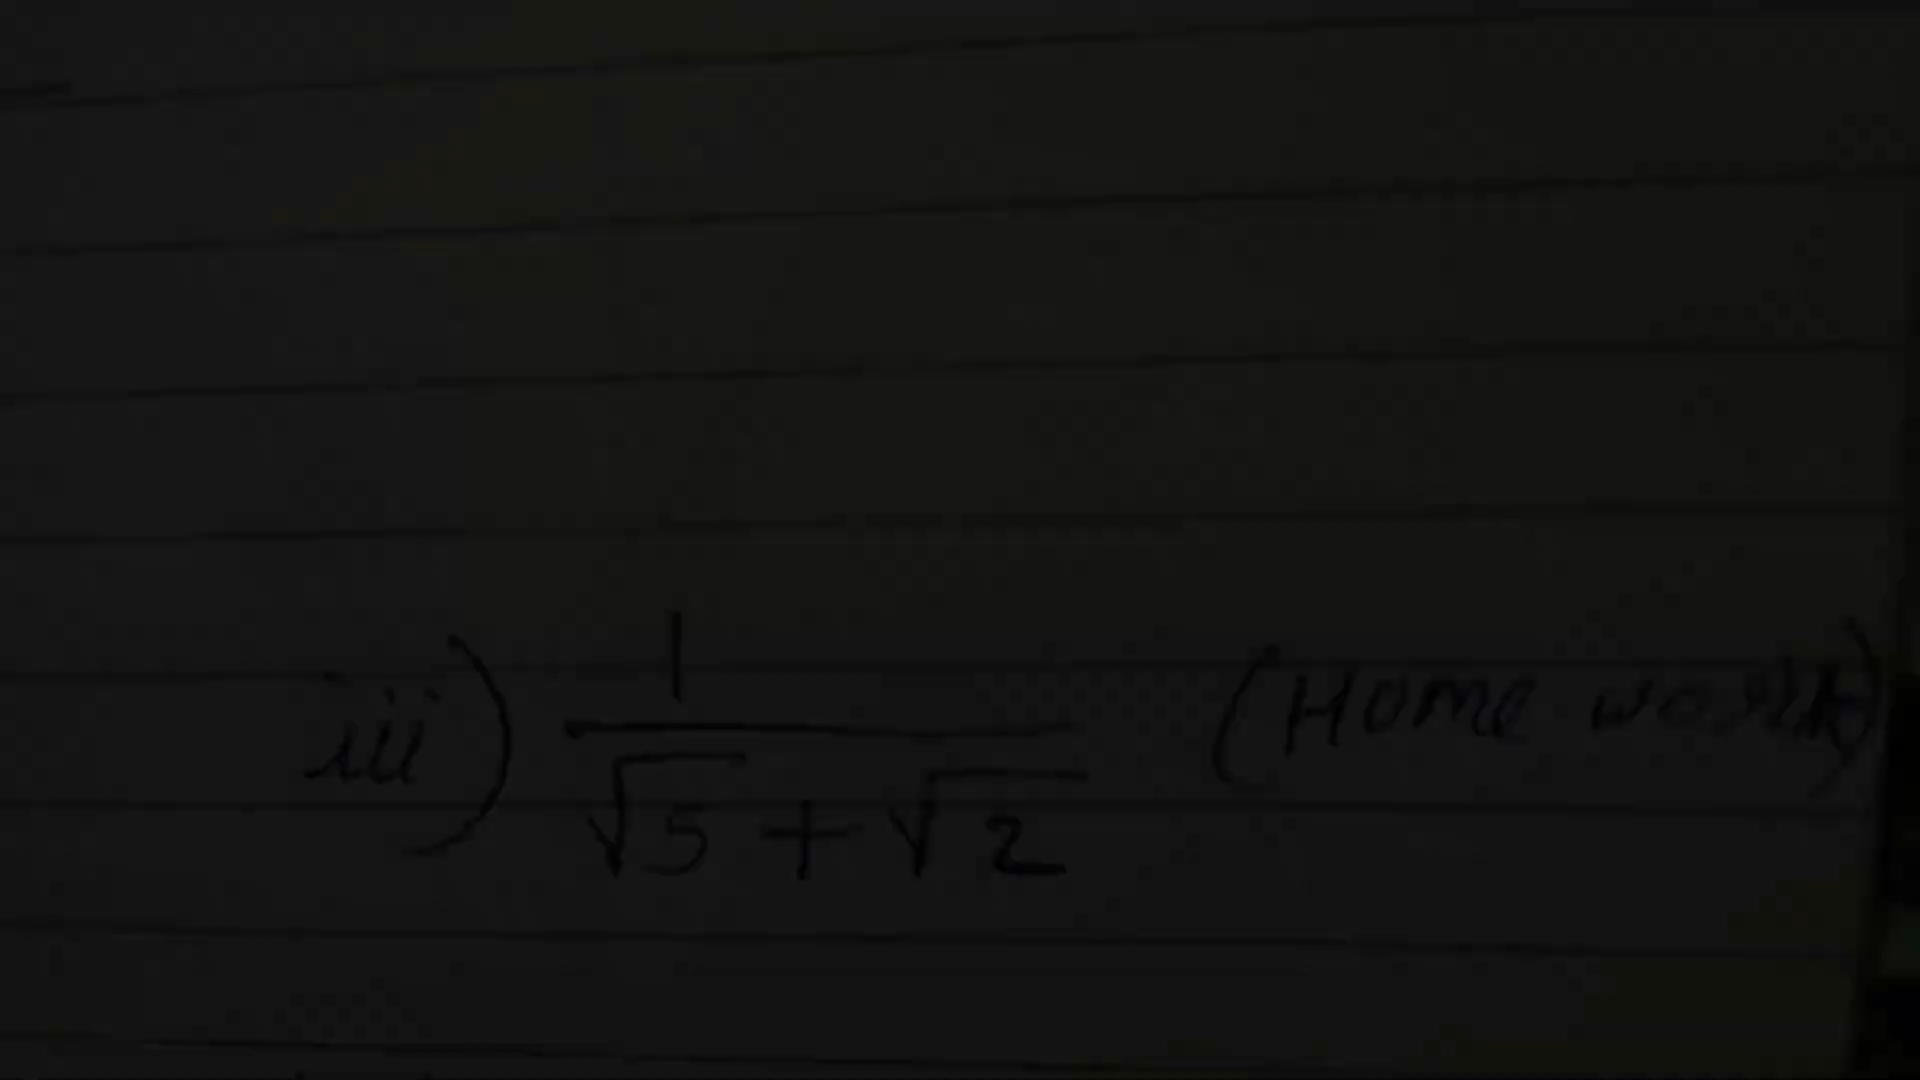 iii) 1/(√5 + √2) (Home work)